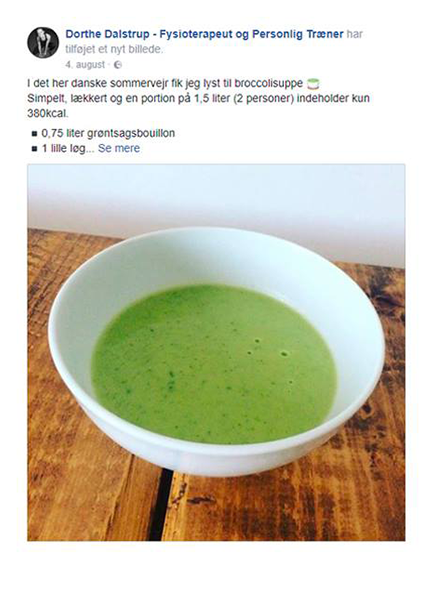 Dorthe Dalstrup - Fysioterapeut og Personlig Træner har
tilføjet et nyt billede.
4. august ·
I det her danske sommervejr fik jeg lyst til broccolisuppe
Simpelt, lækkert og en portion på 1,5 liter (2 personer) indeholder kun
380kcal.
▪ 0,75 liter grøntsagsbouillon
▪ 1 lille løg... Se mere